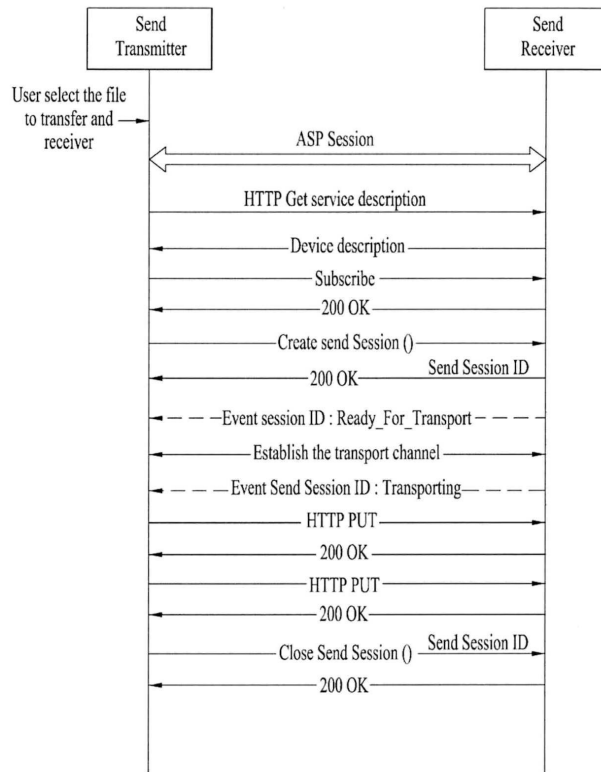 Send
Transmitter
Send
Receiver
User select the file
to transfer and
receiver
ASP Session
HTTP Get service description
Device description
Subscribe
200 OK
Create send Session ()
200 OK
Send Session ID
Event session ID : Ready_For_Transport
Establish the transport channel
Event Send Session ID : Transporting
HTTP PUT
200 OK
HTTP PUT
200 OK
Close Send Session ()
Send Session ID
200 OK